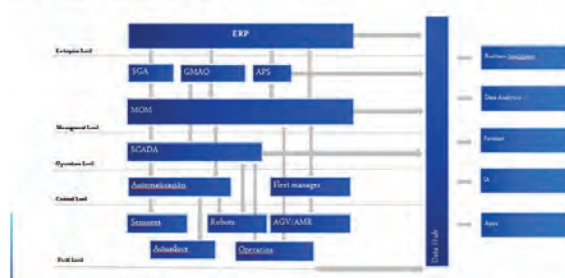 ERP
Enterprise Level
SGA
GMAO
APS
Business Intelligence
MOM
Data Analytics
Management Level
SCADA
Operations Level
IA
Automatización
Fleet manager
Control Level
Sensores
Robots
AGV/AMR
Apps
Actuadores
Operarios
Field Level
Data Hub